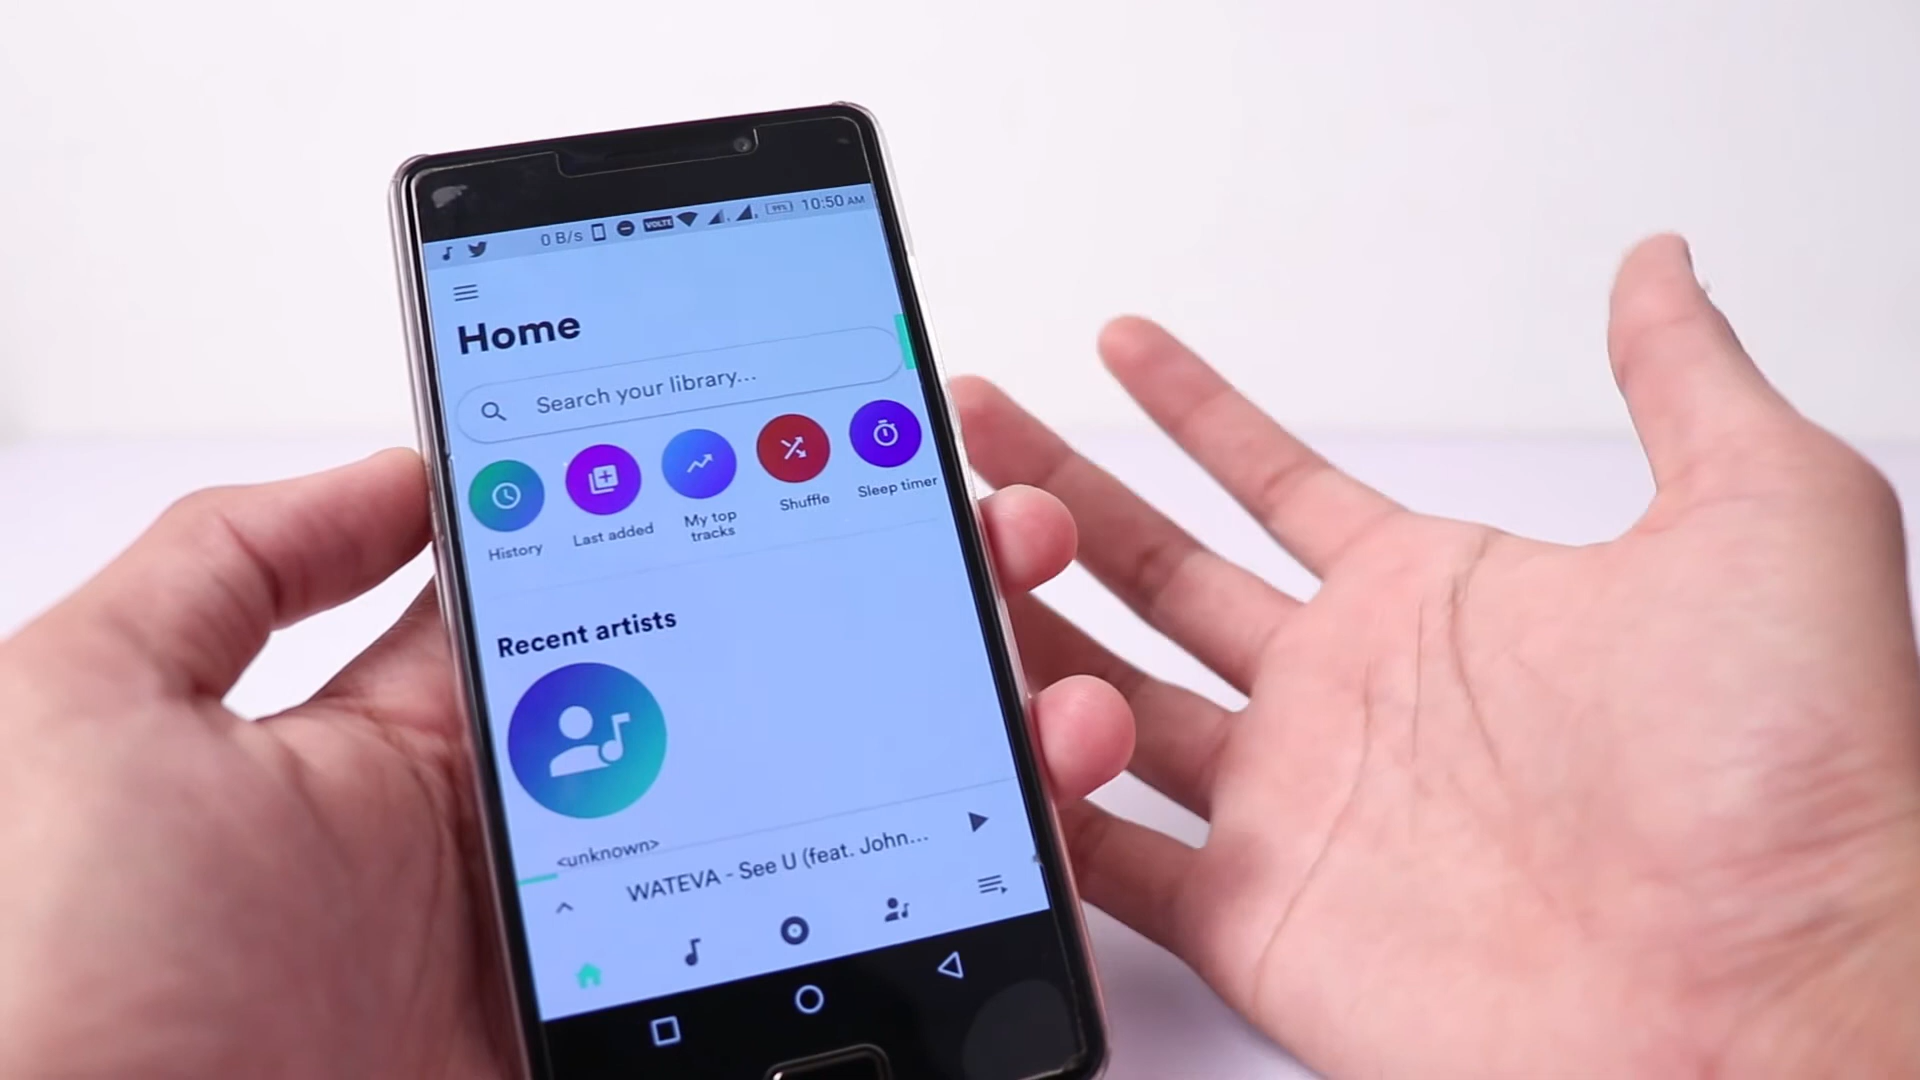 0 B/s VOLTE 99% 10:50 AM
Home
Search your library...
History
Last added
My top
tracks
Shuffle
Sleep timer
Recent artists
<unknown>
WATEVA - See U (feat. John...